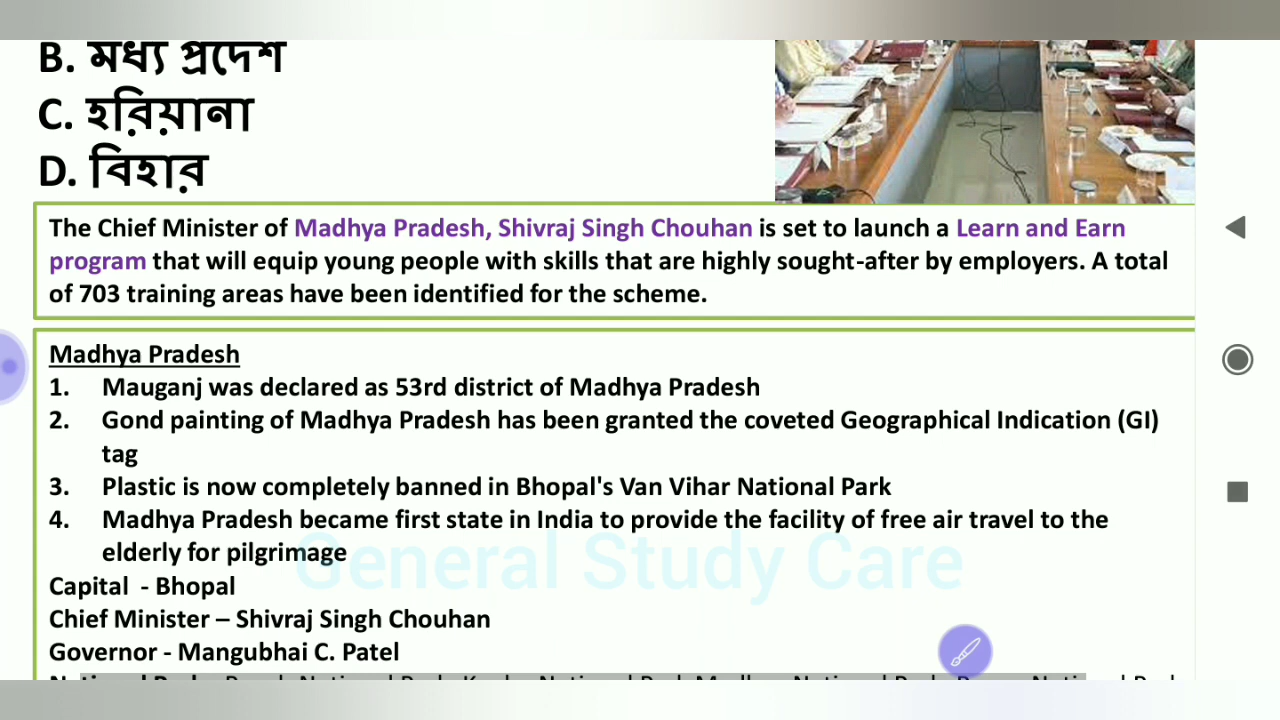 B. মধ্য প্রদেশ
C. হরিয়ানা
D. বিহার
The Chief Minister of Madhya Pradesh, Shivraj Singh Chouhan is set to launch a Learn and Earn
program that will equip young people with skills that are highly sought-after by employers. A total
of 703 training areas have been identified for the scheme.
Madhya Pradesh
1. Mauganj was declared as 53rd district of Madhya Pradesh
2. Gond painting of Madhya Pradesh has been granted the coveted Geographical Indication (GI)
tag
3. Plastic is now completely banned in Bhopal's Van Vihar National Park
4. Madhya Pradesh became first state in India to provide the facility of free air travel to the
elderly for pilgrimage
General Study Care
Capital - Bhopal
Chief Minister – Shivraj Singh Chouhan
Governor - Mangubhai C. Patel